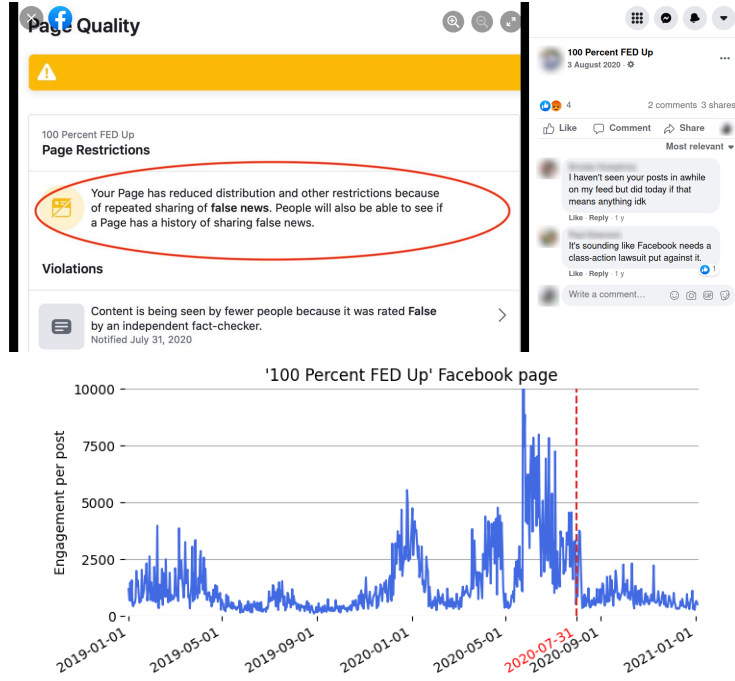 Page Quality
100 Percent FED Up
Page Restrictions
Your Page has reduced distribution and other restrictions because
of repeated sharing of false news. People will also be able to see if
a Page has a history of sharing false news.
Violations
Content is being seen by fewer people because it was rated False
by an independent fact-checker.
Notified July 31, 2020
100 Percent FED Up
3 August 2020 ·
4
2 comments 3 shares
Like Comment Share
Most relevant
I haven't seen your posts in awhile
on my feed but did today if that
means anything idk
Like · Reply · 1 y
It's sounding like Facebook needs a
class-action lawsuit put against it.
1
Like · Reply · 1 y
Write a comment…
GIF
'100 Percent FED Up' Facebook page
Engagement per post
10000
7500
5000
2500
0
2019-01-01
2019-05-01
2019-09-01
2020-01-01
2020-05-01
2020-07-31
2020-09-01
2021-01-01